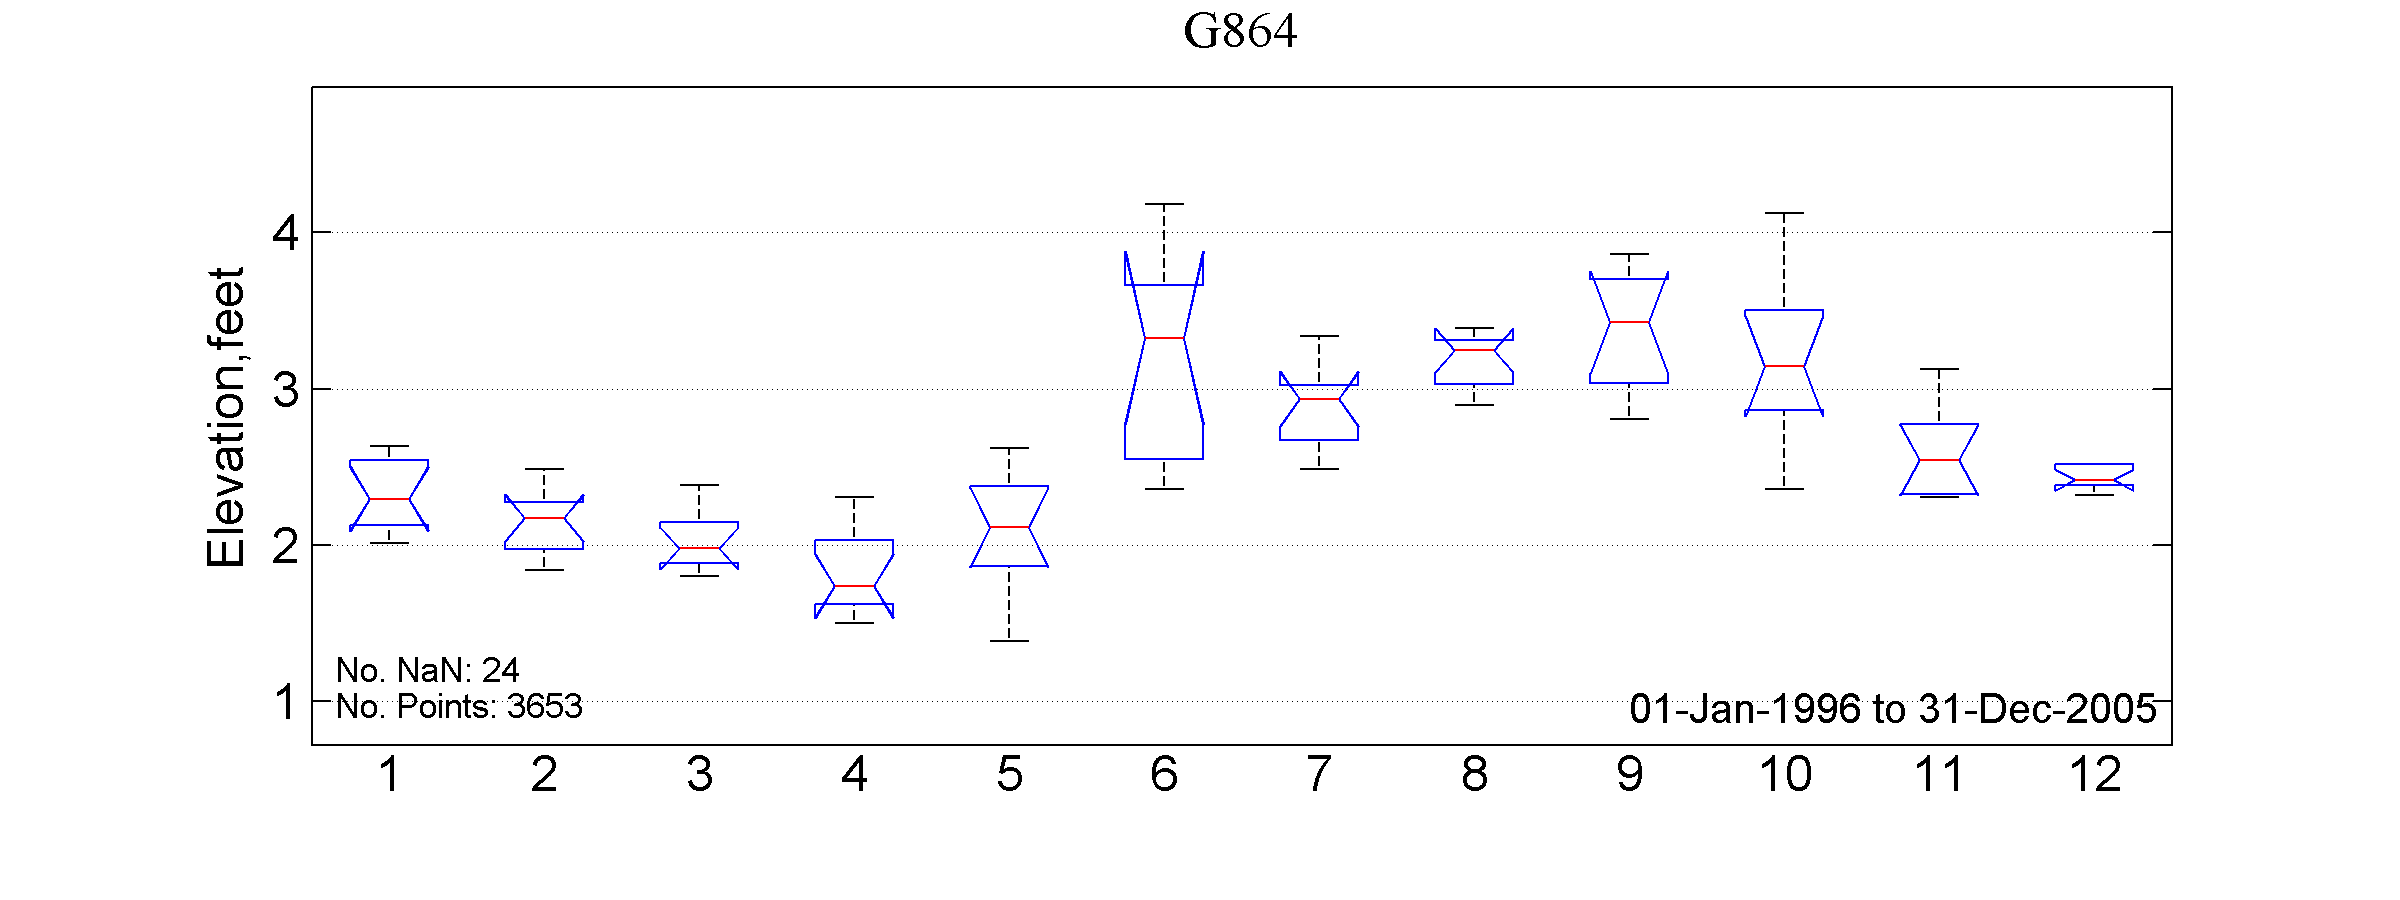 G864
Elevation,feet
4
3
2
1
No. NaN: 24
No. Points: 3653
01-Jan-1996 to 31-Dec-2005
1 2 3 4 5 6 7 8 9 10 11 12